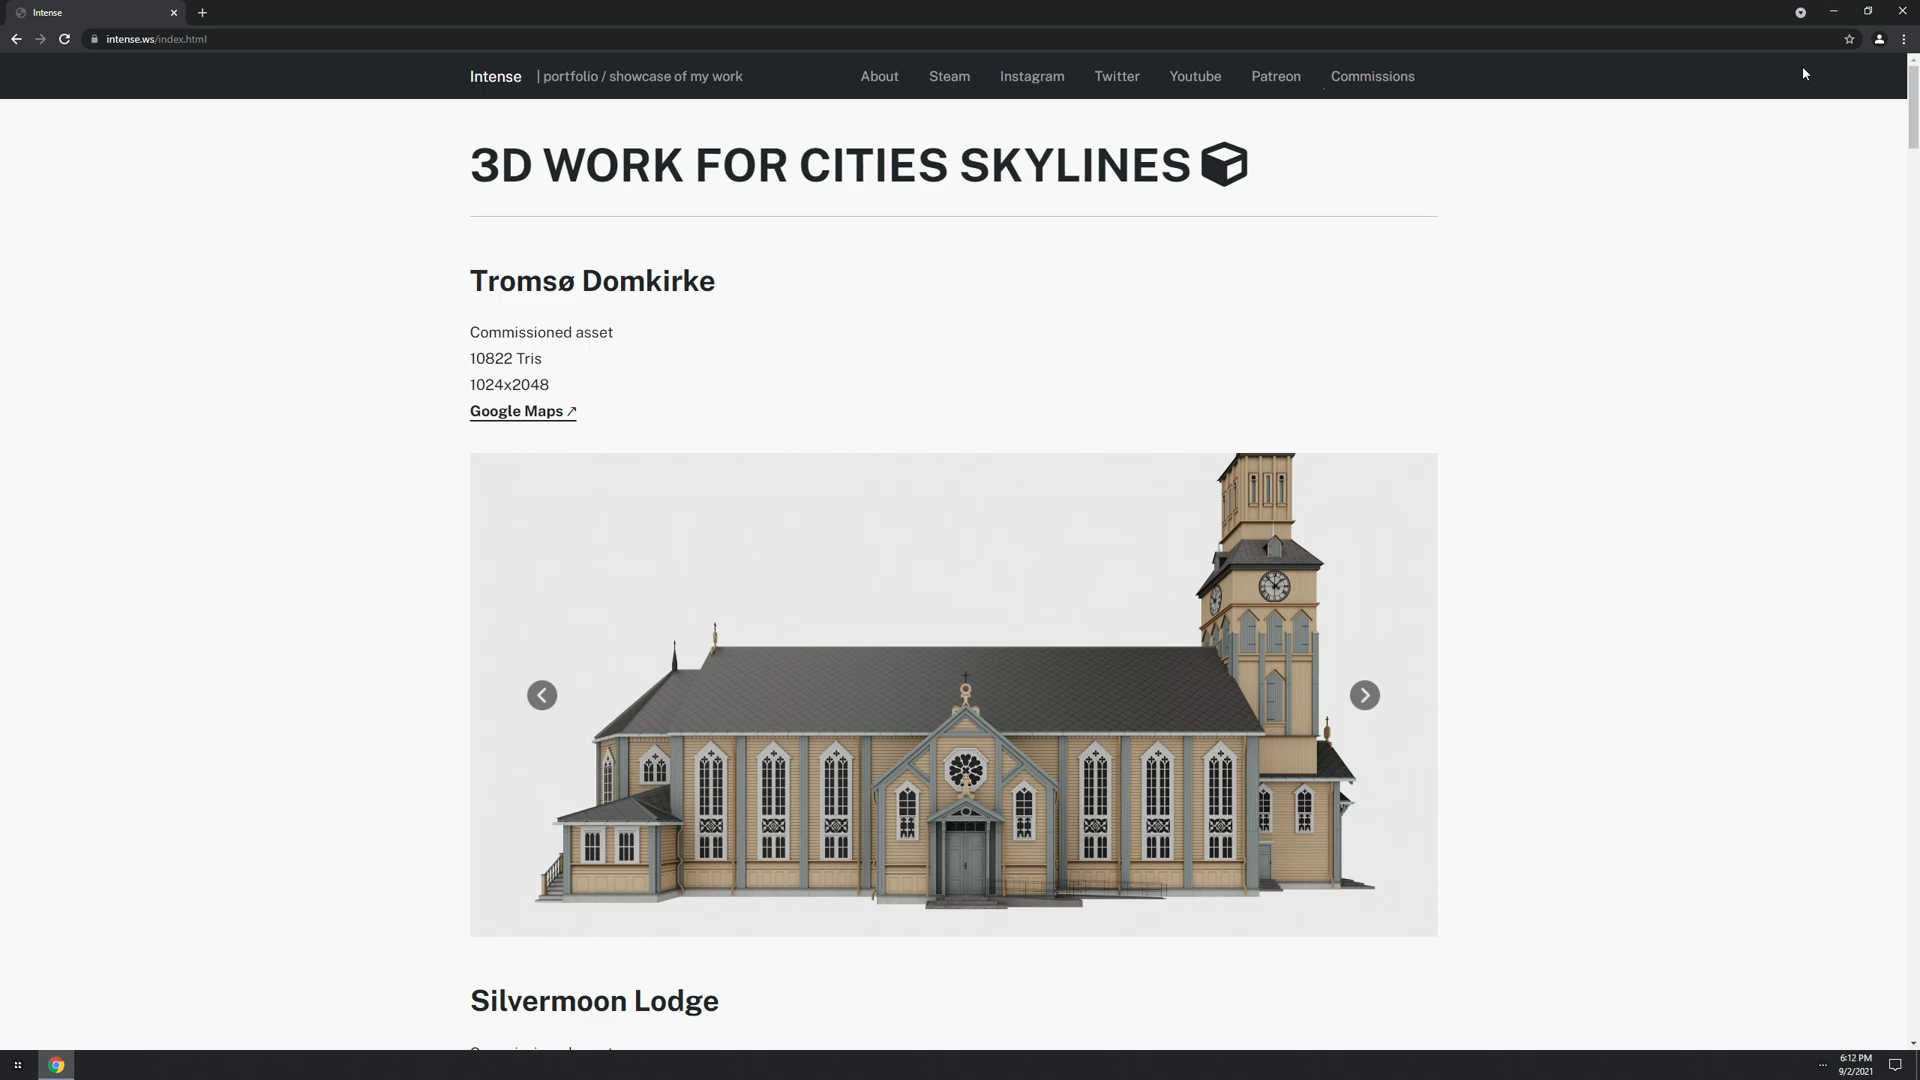 Intense
intense.ws/index.html
Intense | portfolio / showcase of my work About Steam Instagram Twitter Youtube Patreon Commissions
3D WORK FOR CITIES SKYLINES
Tromsø Domkirke
Commissioned asset
10822 Tris
1024x2048
Google Maps ↗
Silvermoon Lodge
6:12 PM
9/2/2021